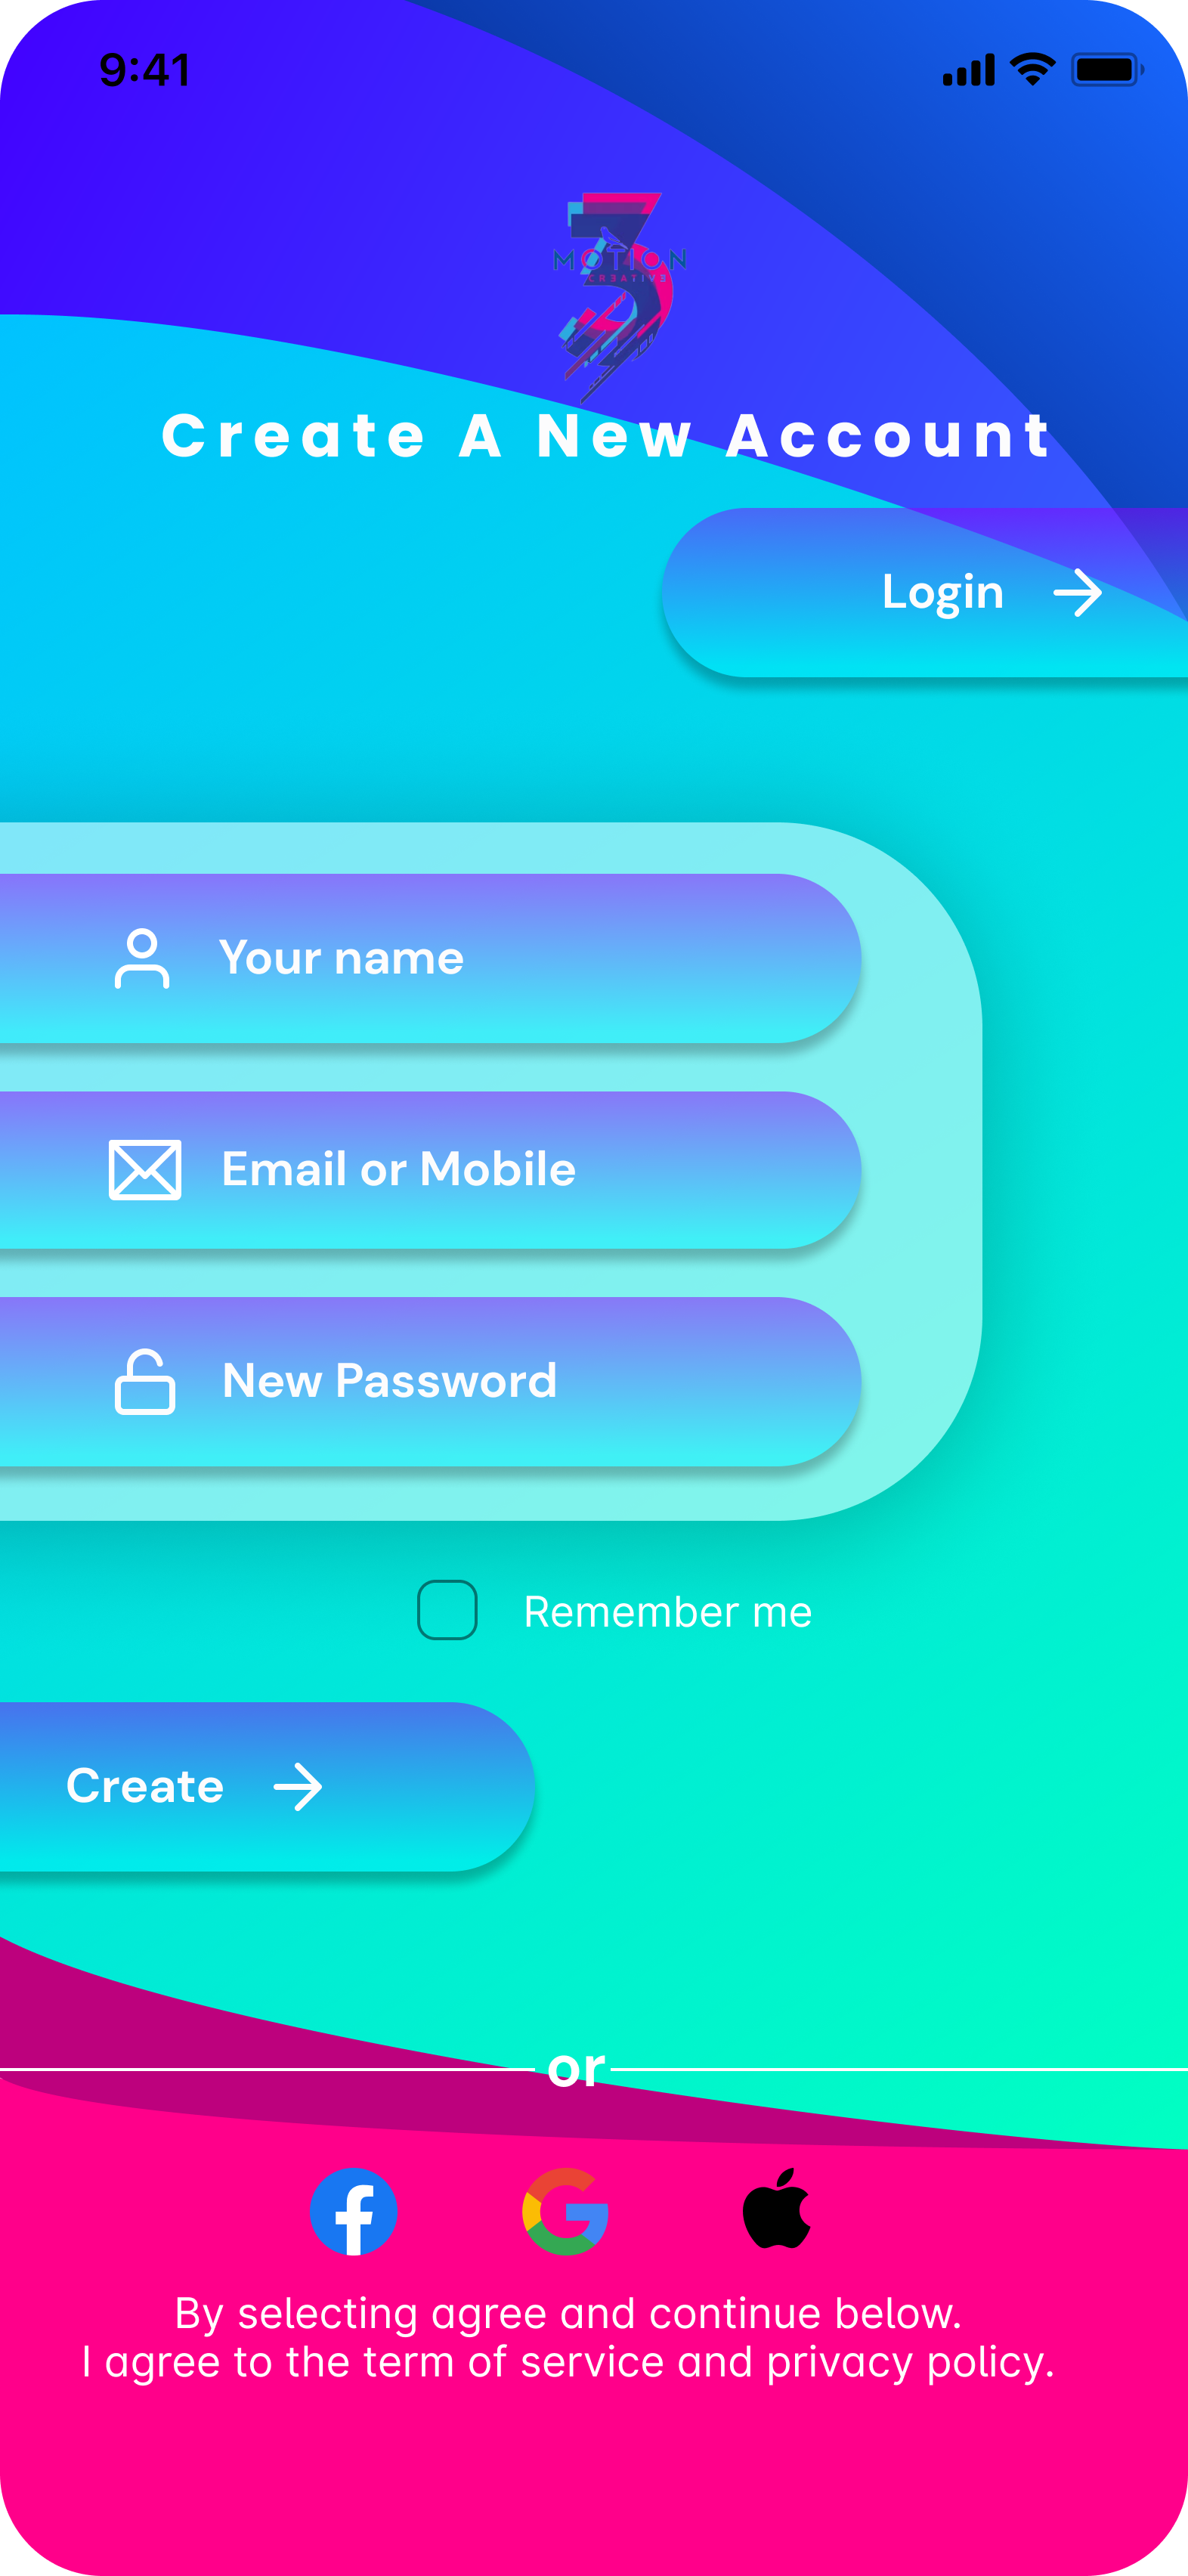 9:41
MOTION
CREATIVE
Create A New Account
Login
Your name
Email or Mobile
New Password
Remember me
Create
or
By selecting agree and continue below.
I agree to the term of service and privacy policy.